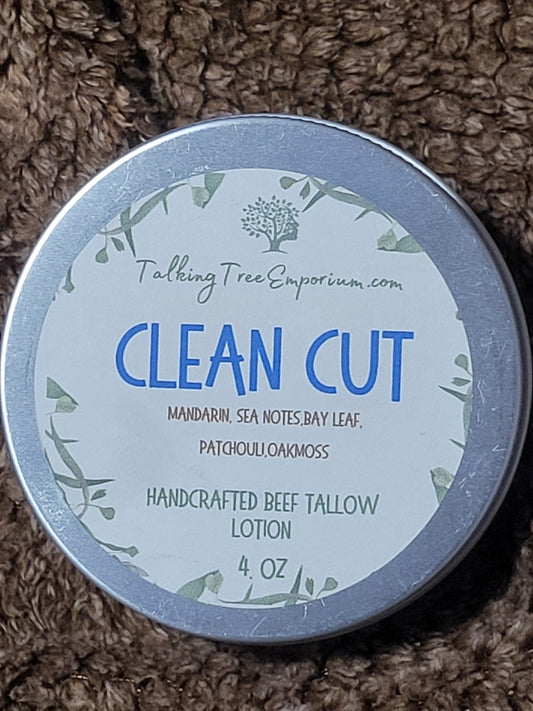 TalkingTreeEmporium.com
CLEAN CUT
MANDARIN, SEA NOTES,BAY LEAF,
PATCHOULI,OAKMOSS
HANDCRAFTED BEEF TALLOW
LOTION
4. OZ